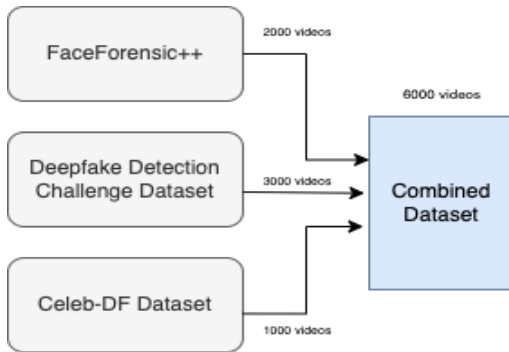 FaceForensic++
2000 videos
6000 videos
Deepfake Detection
Challenge Dataset
3000 videos
Combined
Dataset
Celeb-DF Dataset
1000 videos